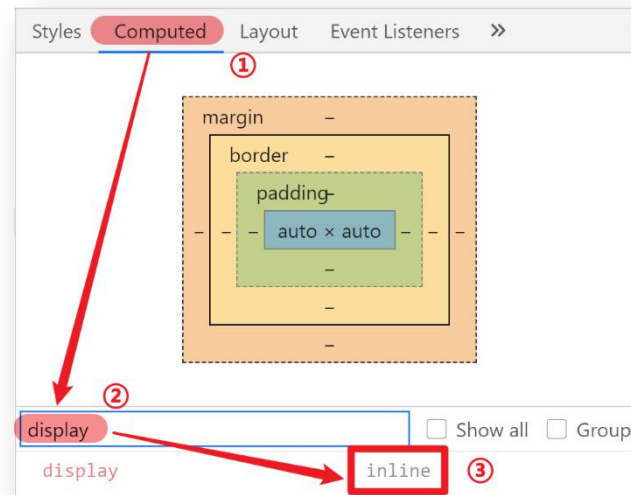 Styles Computed Layout Event Listeners »
①
margin –
border –
padding –
– – – auto × auto – – –
–
–
–
②
display Show all Group
display inline ③